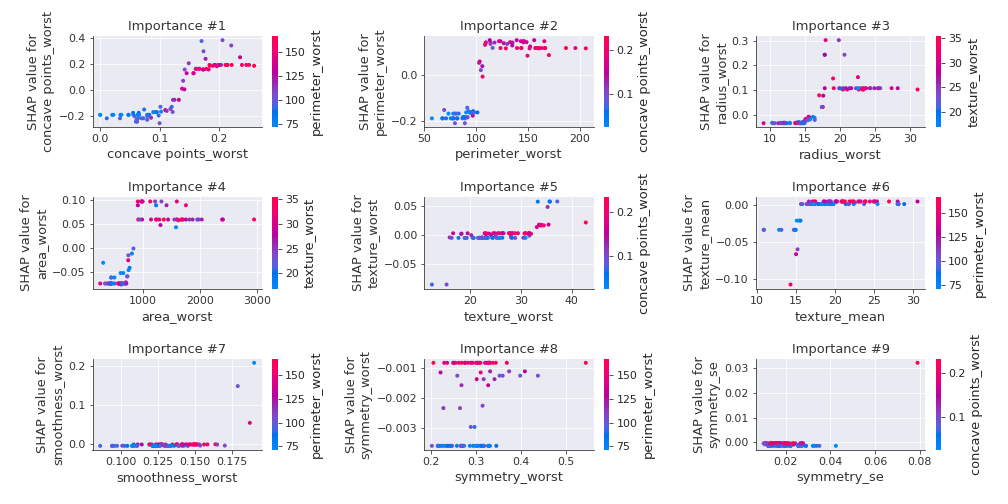 Importance #1
SHAP value for
concave points_worst
0.4
0.2
0.0
−0.2
0.0
0.1
0.2
concave points_worst
150
125
100
75
perimeter_worst
Importance #2
SHAP value for
perimeter_worst
0.0
−0.2
50
100
150
200
perimeter_worst
0.2
0.1
concave points_worst
Importance #3
SHAP value for
radius_worst
0.3
0.2
0.1
0.0
10
15
20
25
30
radius_worst
35
30
25
20
texture_worst
Importance #4
SHAP value for
area_worst
0.10
0.05
0.00
−0.05
1000
2000
3000
area_worst
35
30
25
20
texture_worst
Importance #5
SHAP value for
texture_worst
0.05
0.00
−0.05
20
30
40
texture_worst
0.2
0.1
concave points_worst
Importance #6
SHAP value for
texture_mean
0.00
−0.05
−0.10
10
15
20
25
30
texture_mean
150
125
100
75
perimeter_worst
Importance #7
SHAP value for
smoothness_worst
0.2
0.1
0.0
0.100
0.125
0.150
0.175
smoothness_worst
150
125
100
75
perimeter_worst
Importance #8
SHAP value for
symmetry_worst
−0.001
−0.002
−0.003
0.2
0.3
0.4
0.5
symmetry_worst
150
125
100
75
perimeter_worst
Importance #9
SHAP value for
symmetry_se
0.03
0.02
0.01
0.00
0.02
0.04
0.06
0.08
symmetry_se
0.2
0.1
concave points_worst